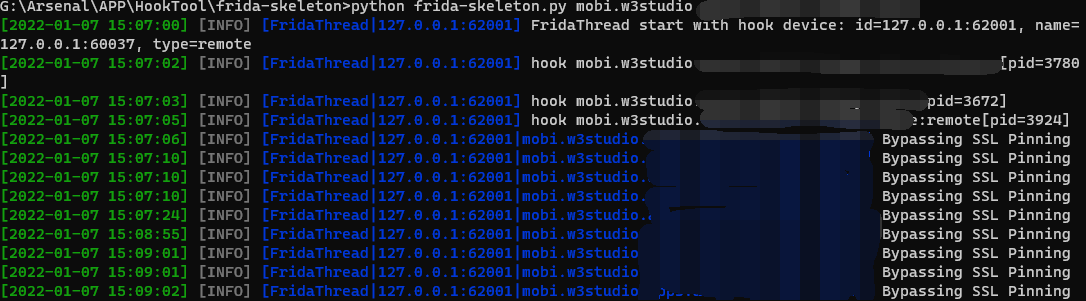 G:\Arsenal\APP\HookTool\frida-skeleton>python frida-skeleton.py mobi.w3studio
[2022-01-07 15:07:00] [INFO] [FridaThread|127.0.0.1:62001] FridaThread start with hook device: id=127.0.0.1:62001, name=
127.0.0.1:60037, type=remote
[2022-01-07 15:07:02] [INFO] [FridaThread|127.0.0.1:62001] hook mobi.w3studio [pid=3780
]
[2022-01-07 15:07:03] [INFO] [FridaThread|127.0.0.1:62001] hook mobi.w3studio. pid=3672]
[2022-01-07 15:07:05] [INFO] [FridaThread|127.0.0.1:62001] hook mobi.w3studio. e:remote[pid=3924]
[2022-01-07 15:07:06] [INFO] [FridaThread|127.0.0.1:62001|mobi.w3studio. Bypassing SSL Pinning
[2022-01-07 15:07:10] [INFO] [FridaThread|127.0.0.1:62001|mobi.w3studio. Bypassing SSL Pinning
[2022-01-07 15:07:10] [INFO] [FridaThread|127.0.0.1:62001|mobi.w3studio. Bypassing SSL Pinning
[2022-01-07 15:07:10] [INFO] [FridaThread|127.0.0.1:62001|mobi.w3studio. Bypassing SSL Pinning
[2022-01-07 15:07:24] [INFO] [FridaThread|127.0.0.1:62001|mobi.w3studio. Bypassing SSL Pinning
[2022-01-07 15:08:55] [INFO] [FridaThread|127.0.0.1:62001|mobi.w3studio Bypassing SSL Pinning
[2022-01-07 15:09:01] [INFO] [FridaThread|127.0.0.1:62001|mobi.w3studio Bypassing SSL Pinning
[2022-01-07 15:09:01] [INFO] [FridaThread|127.0.0.1:62001|mobi.w3studio Bypassing SSL Pinning
[2022-01-07 15:09:02] [INFO] [FridaThread|127.0.0.1:62001|mobi.w3studio Bypassing SSL Pinning